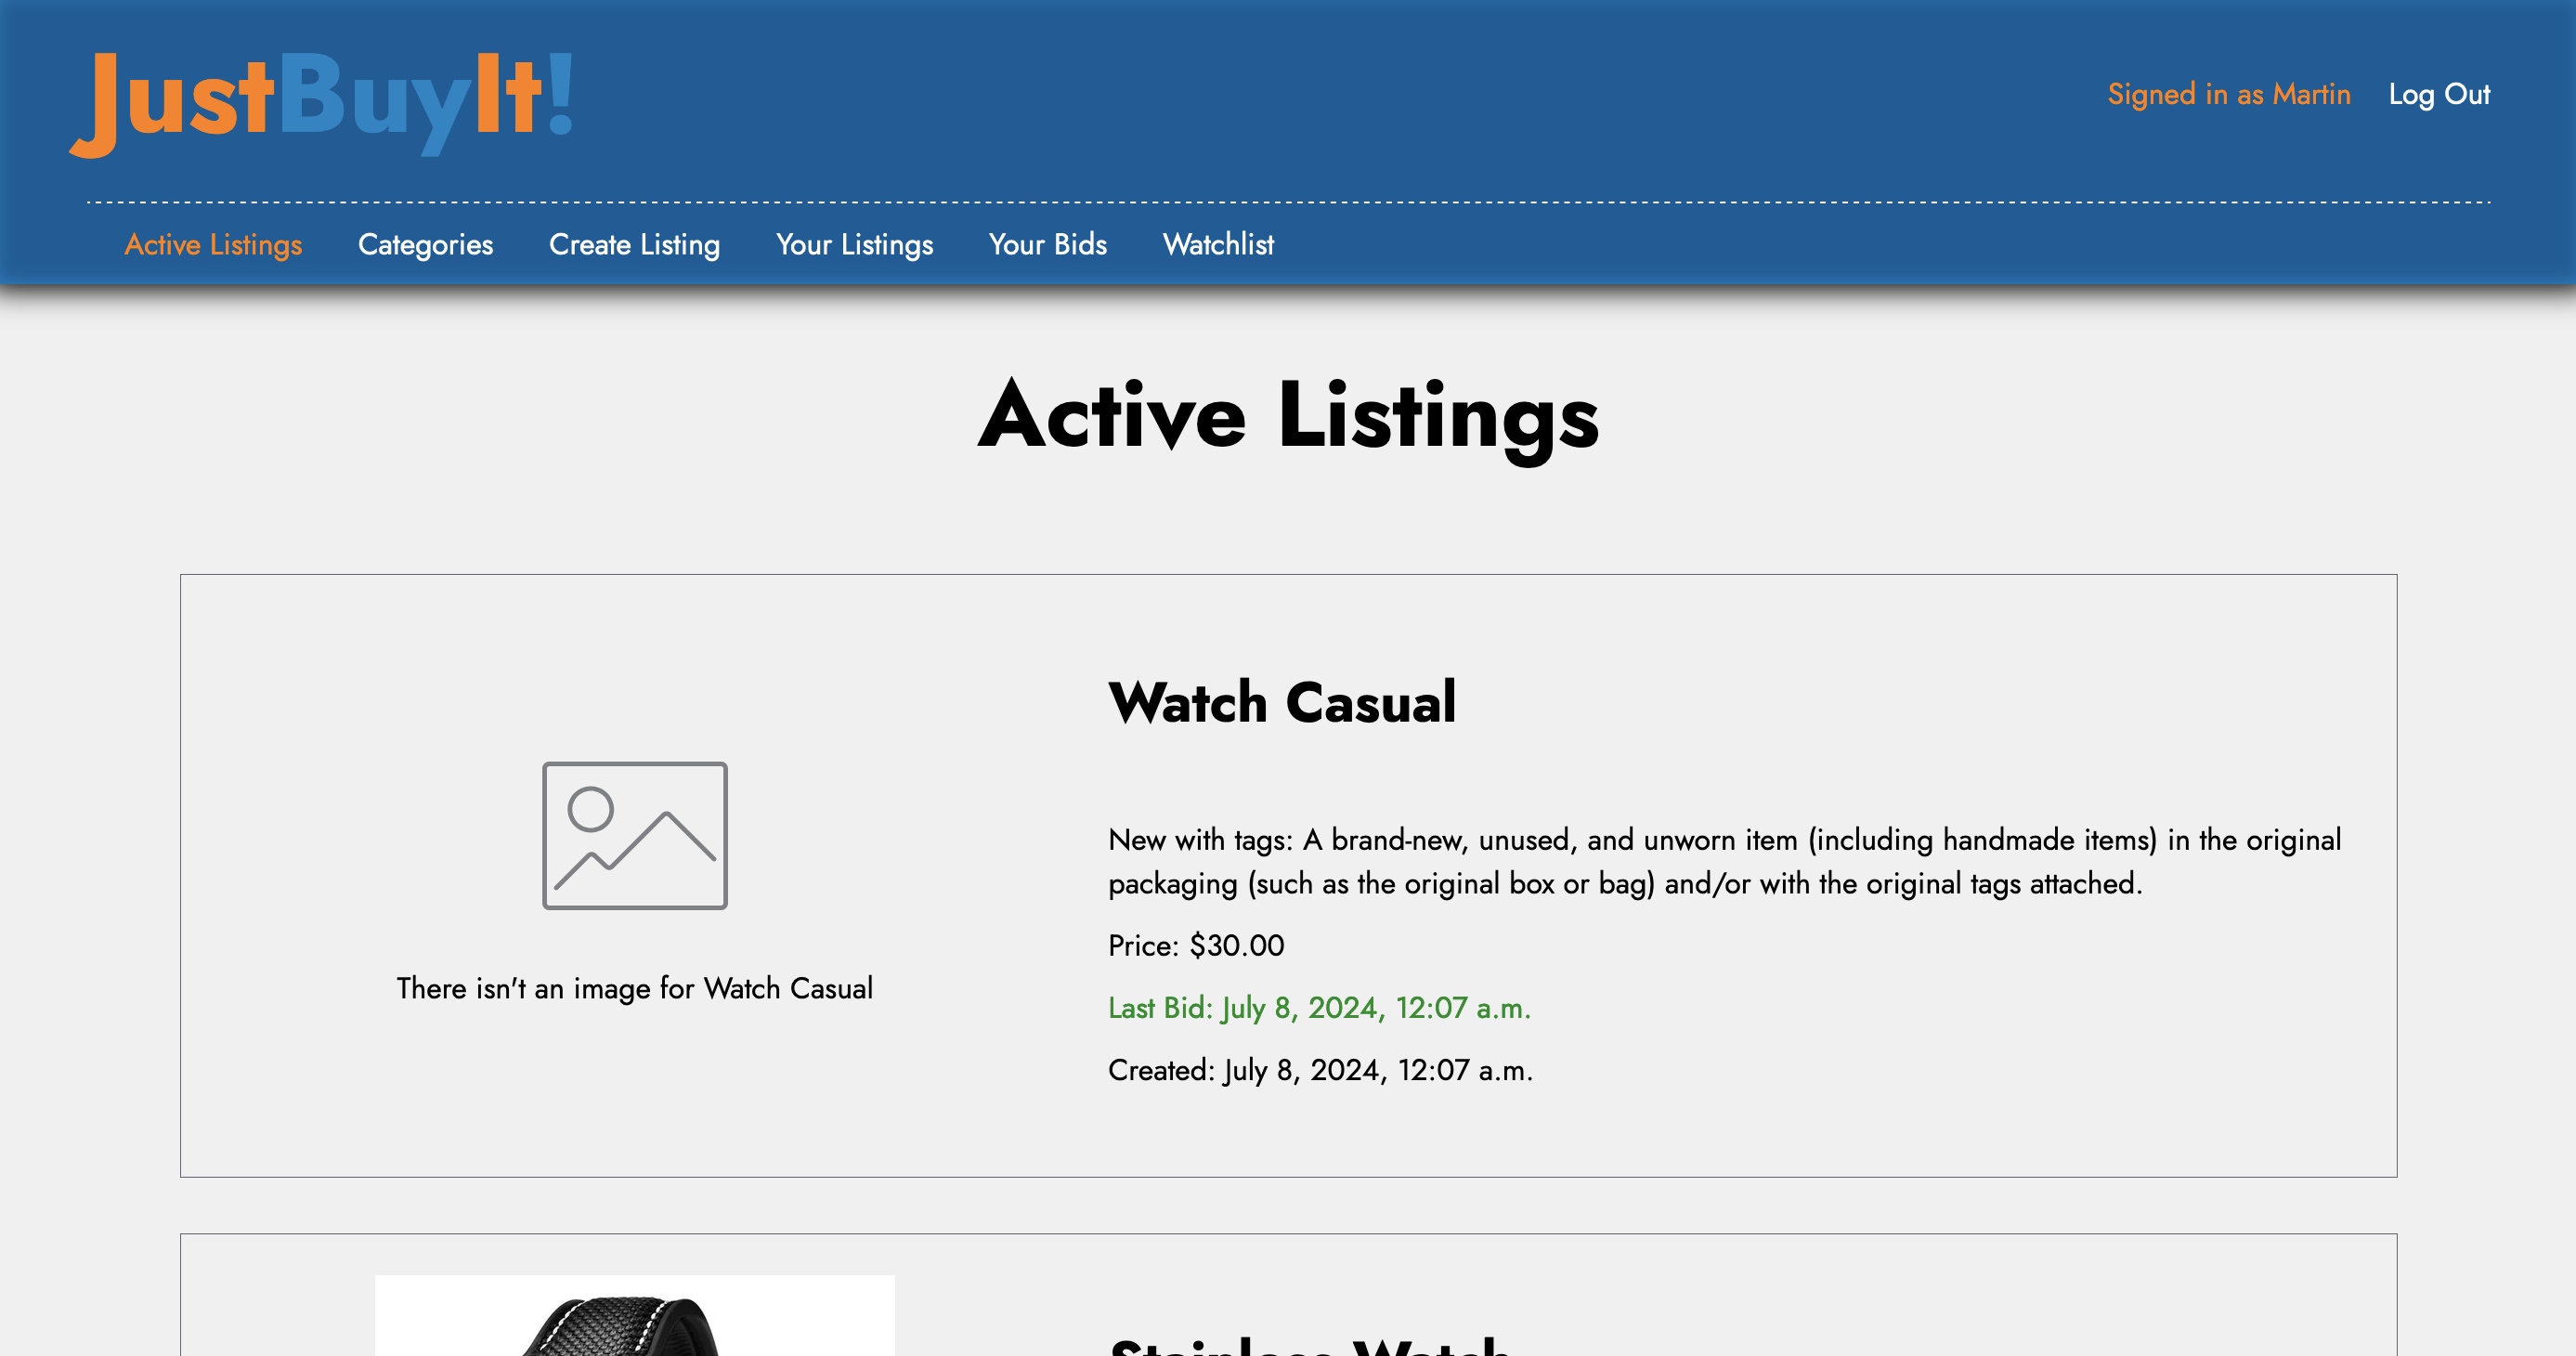 JustBuyIt!
Signed in as Martin Log Out
Active Listings Categories Create Listing Your Listings Your Bids Watchlist
Active Listings
Watch Casual
New with tags: A brand-new, unused, and unworn item (including handmade items) in the original
packaging (such as the original box or bag) and/or with the original tags attached.
Price: $30.00
There isn't an image for Watch Casual
Last Bid: July 8, 2024, 12:07 a.m.
Created: July 8, 2024, 12:07 a.m.
Stainless Watch